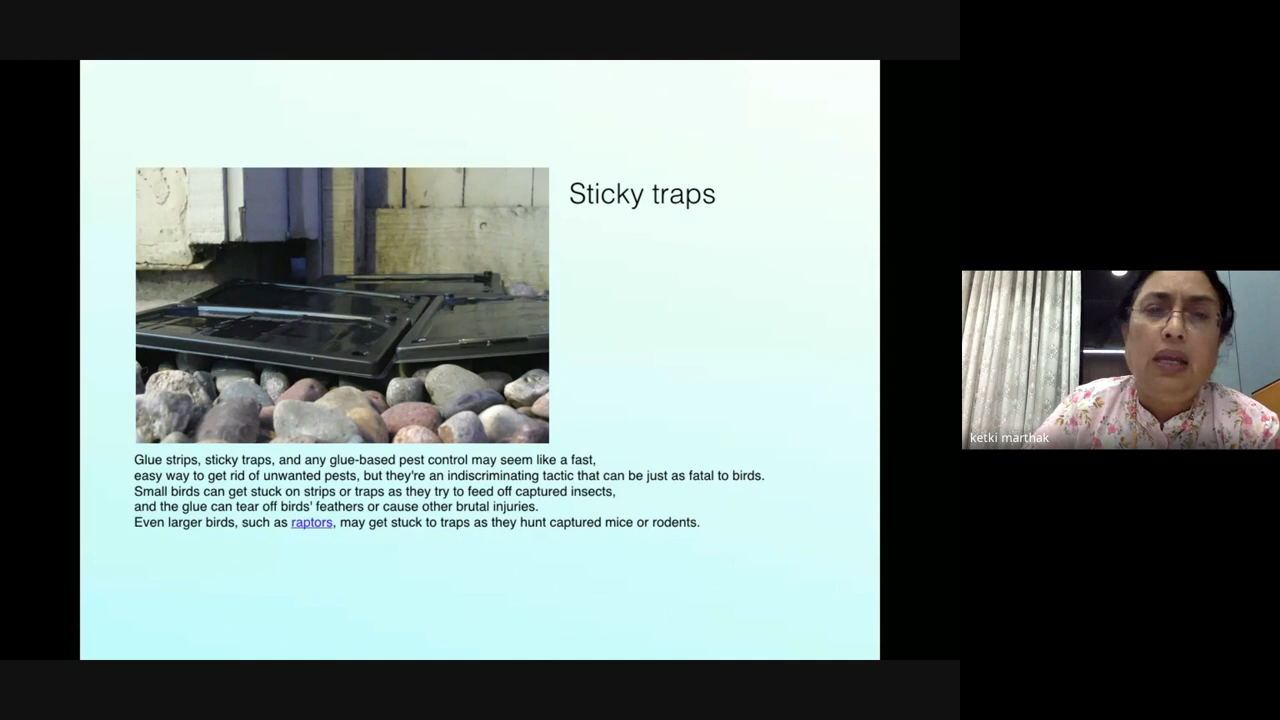 Sticky traps
Glue strips, sticky traps, and any glue-based pest control may seem like a fast,
easy way to get rid of unwanted pests, but they're an indiscriminating tactic that can be just as fatal to birds.
Small birds can get stuck on strips or traps as they try to feed off captured insects,
and the glue can tear off birds' feathers or cause other brutal injuries.
Even larger birds, such as raptors, may get stuck to traps as they hunt captured mice or rodents.
ketki marthak